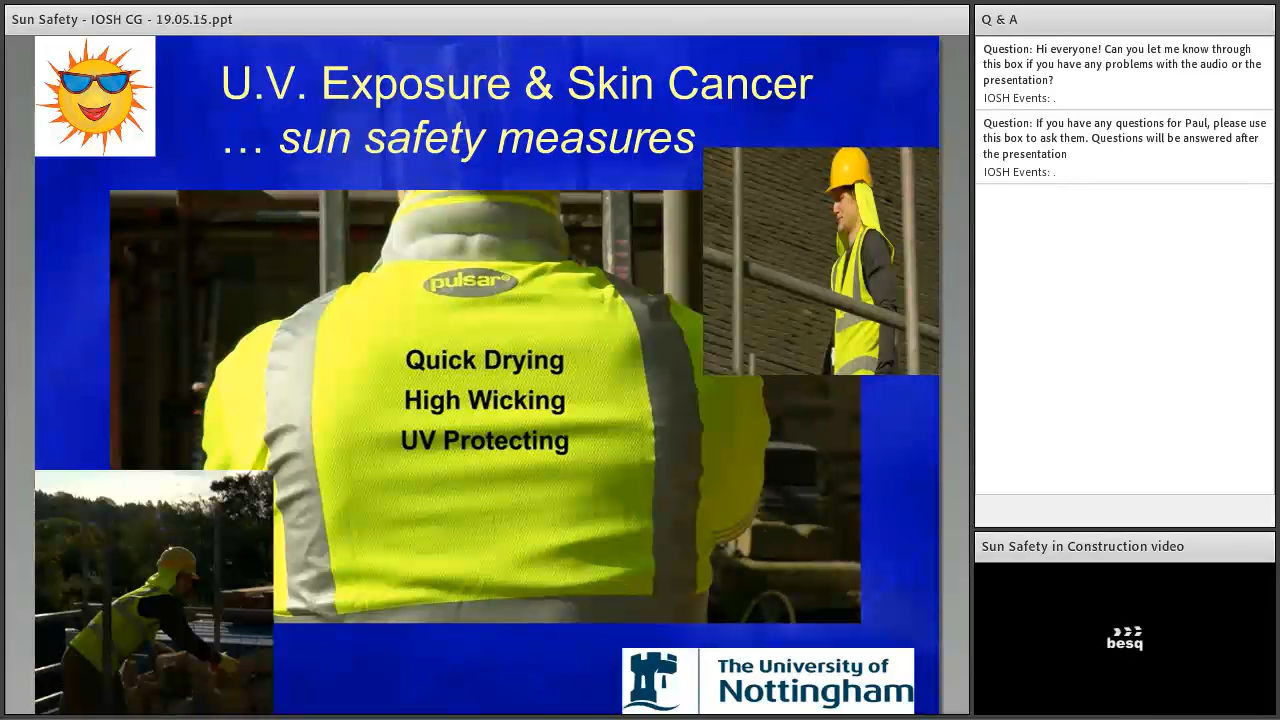 Sun Safety - IOSH CG - 19.05.15.ppt
U.V. Exposure & Skin Cancer
… sun safety measures
pulsar®
Quick Drying
High Wicking
UV Protecting
The University of
Nottingham
Q & A
Question: Hi everyone! Can you let me know through
this box if you have any problems with the audio or the
presentation?
IOSH Events: .
Question: If you have any questions for Paul, please use
this box to ask them. Questions will be answered after
the presentation
IOSH Events: .
Sun Safety in Construction video
besq